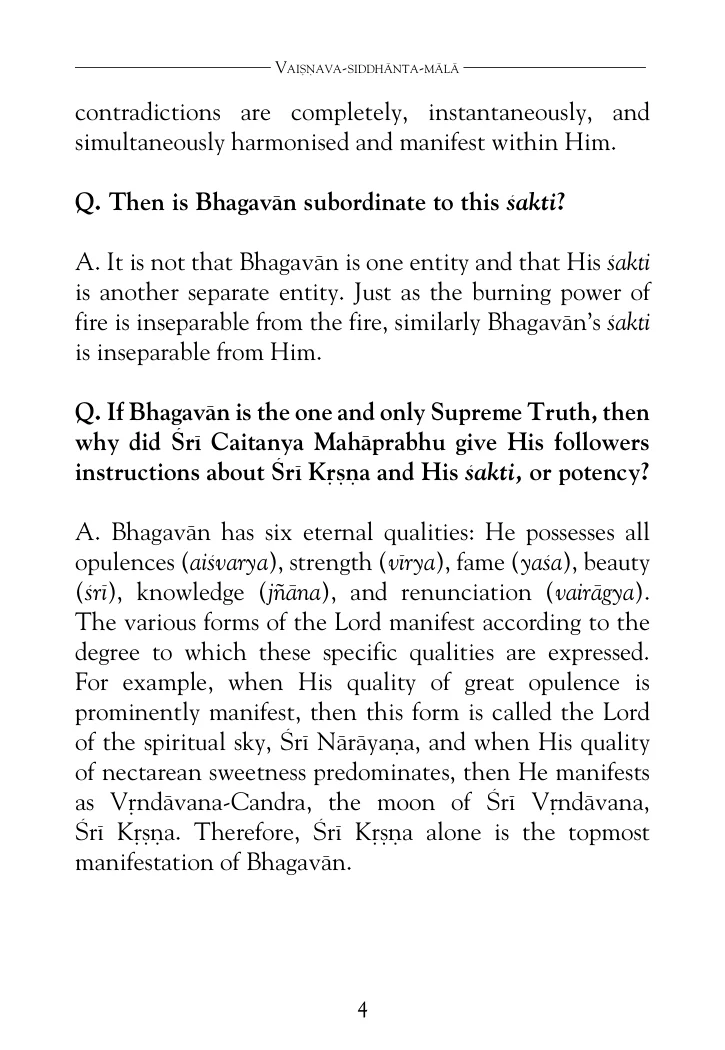 Vaiṣṇava-siddhānta-mālā
contradictions are completely, instantaneously, and
simultaneously harmonised and manifest within Him.
Q. Then is Bhagavān subordinate to this śakti?
A. It is not that Bhagavān is one entity and that His śakti
is another separate entity. Just as the burning power of
fire is inseparable from the fire, similarly Bhagavān’s śakti
is inseparable from Him.
Q. If Bhagavān is the one and only Supreme Truth, then
why did Śrī Caitanya Mahāprabhu give His followers
instructions about Śrī Kṛṣṇa and His śakti, or potency?
A. Bhagavān has six eternal qualities: He possesses all
opulences (aiśvarya), strength (vīrya), fame (yaśa), beauty
(śrī), knowledge (jñāna), and renunciation (vairāgya).
The various forms of the Lord manifest according to the
degree to which these specific qualities are expressed.
For example, when His quality of great opulence is
prominently manifest, then this form is called the Lord
of the spiritual sky, Śrī Nārāyaṇa, and when His quality
of nectarean sweetness predominates, then He manifests
as Vṛndāvana-Candra, the moon of Śrī Vṛndāvana,
Śrī Kṛṣṇa. Therefore, Śrī Kṛṣṇa alone is the topmost
manifestation of Bhagavān.
4